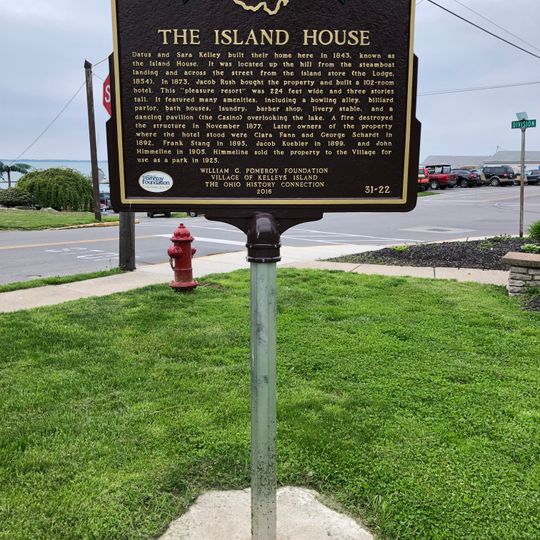 THE ISLAND HOUSE
Datus and Sara Kelley built their home here in 1843, known as
the Island House. It was located up the hill from the steamboat
landing and across the street from the island store (the Lodge,
1854). In 1873, Jacob Rush bought the property and built a 102-room
hotel. This "pleasure resort" was 224 feet wide and three stories
tall. It featured many amenities, including a bowling alley, billiard
parlor, bath houses, laundry, barber shop, livery stable, and a
dancing pavilion (the Casino) overlooking the lake. A fire destroyed
the structure in November 1877. Later owners of the property
where the hotel stood were Clara Fann and George Schardt in
1892, Frank Stang in 1895, Jacob Kuebler in 1899, and John
Himmeline in 1903. Himmeline sold the property to the Village for
use as a park in 1925.
WILLIAM G. POMEROY FOUNDATION
VILLAGE OF KELLEYS ISLAND
THE OHIO HISTORY CONNECTION
2016
31-22
Pomeroy
Foundation
S
DIVISION